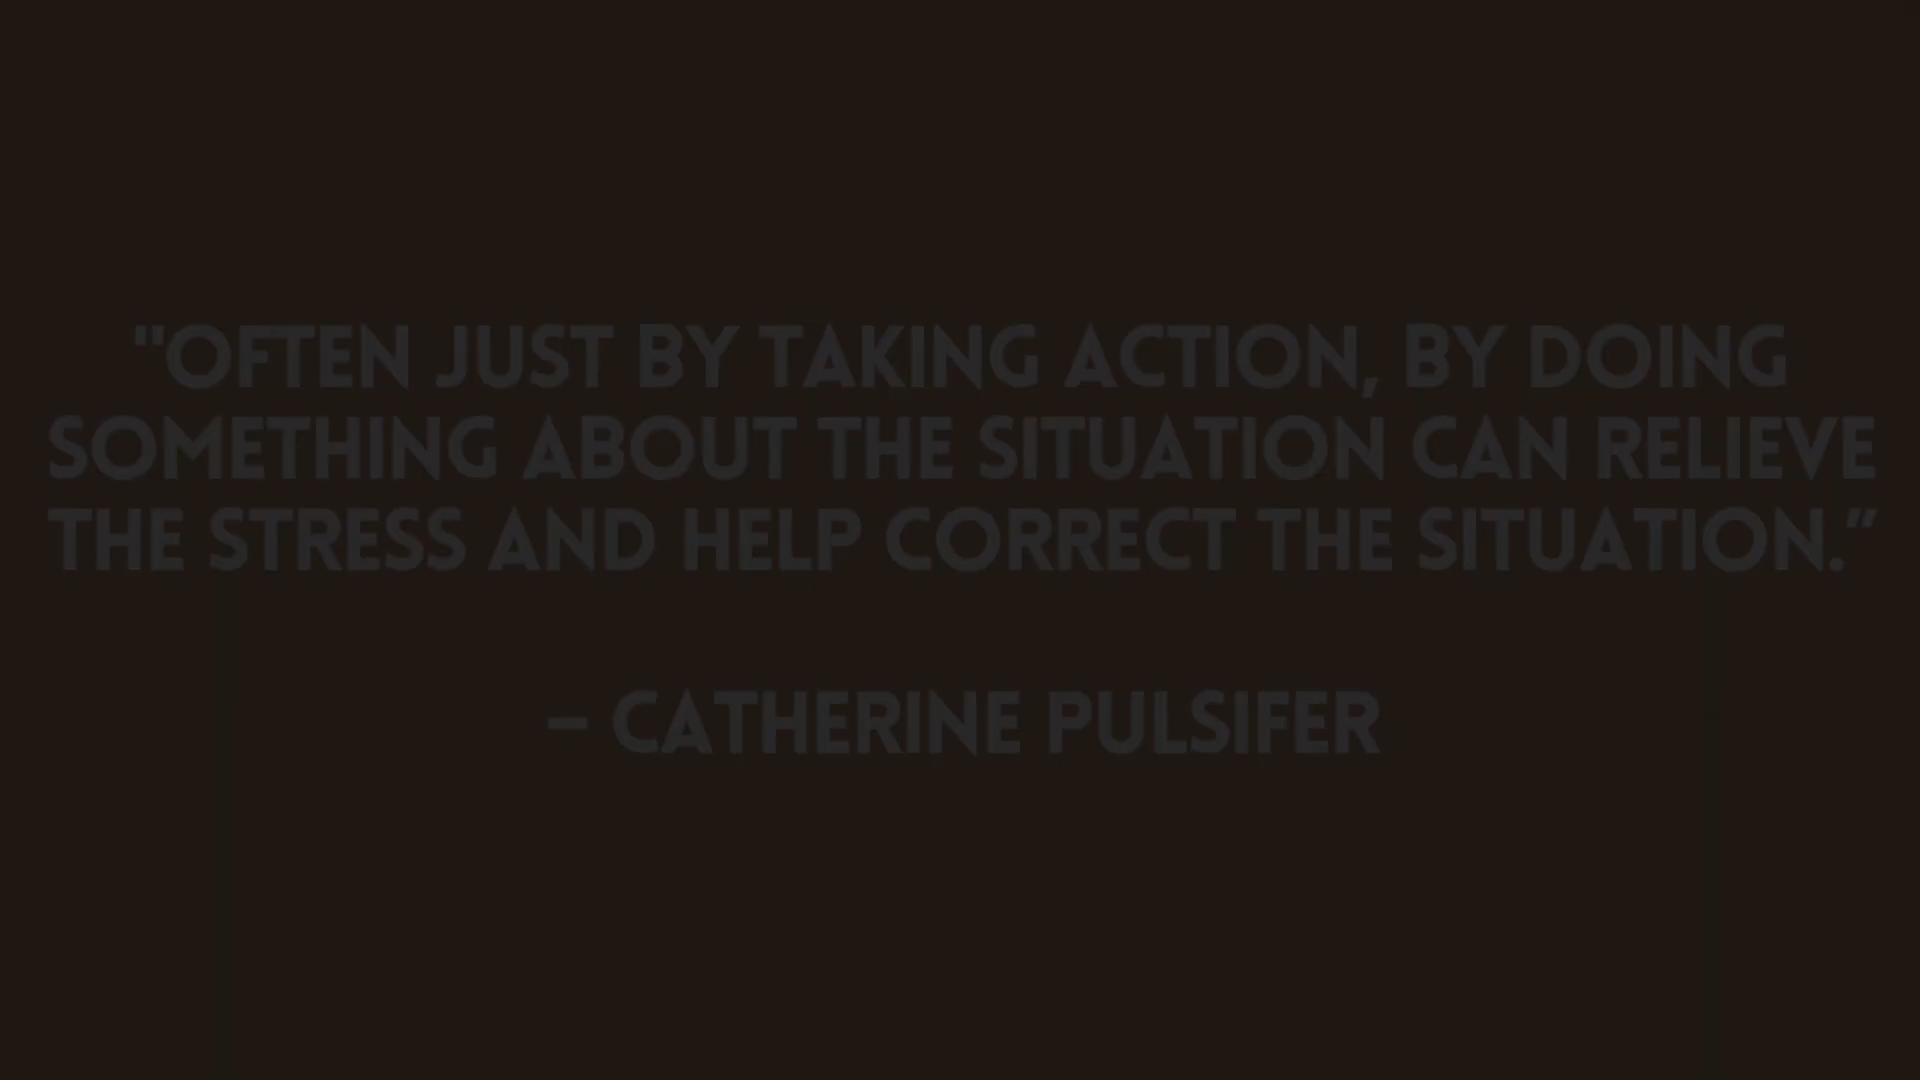 "OFTEN JUST BY TAKING ACTION, BY DOING
SOMETHING ABOUT THE SITUATION CAN RELIEVE
THE STRESS AND HELP CORRECT THE SITUATION.”
– CATHERINE PULSIFER